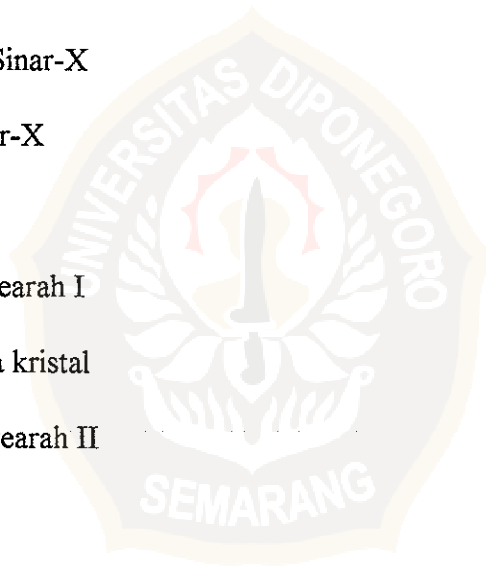 Sinar-X
r-X
UNIVERSITAS DIPONEGORO
earah I
kristal
earah II
SEMARANG